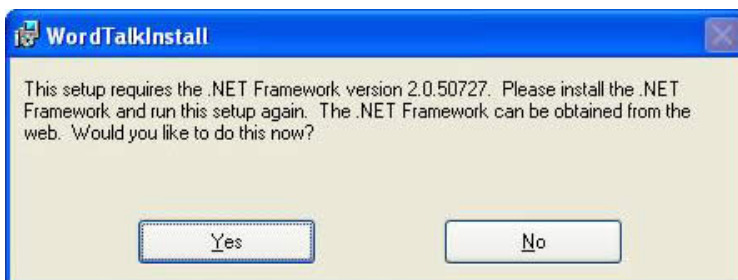 WordTalkInstall
This setup requires the .NET Framework version 2.0.50727.  Please install the .NET
Framework and run this setup again.  The .NET Framework can be obtained from the
web.  Would you like to do this now?
Yes
No